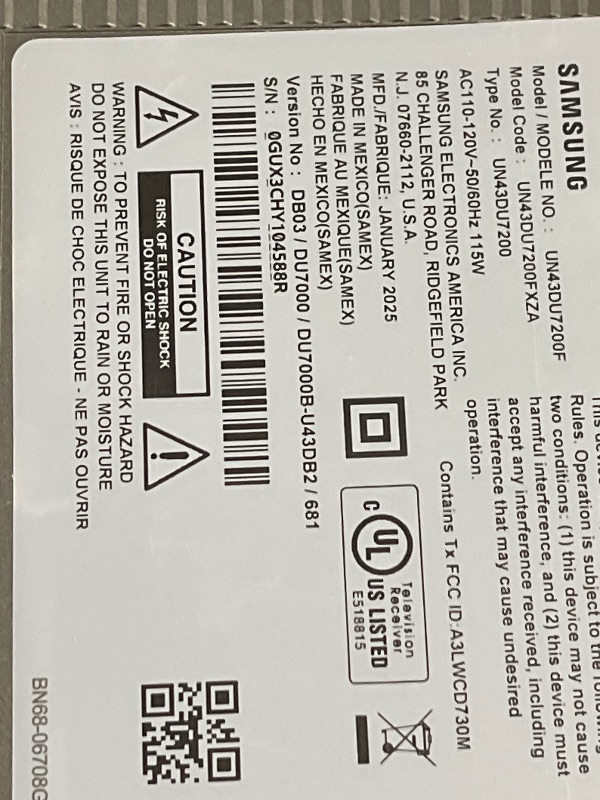 SAMSUNG
Model / MODELE NO. : UN43DU7200F
Model Code : UN43DU7200FXZA
Type No. : UN43DU7200
AC110-120V~50/60Hz 115W
SAMSUNG ELECTRONICS AMERICA INC.
85 CHALLENGER ROAD, RIDGEFIELD PARK
N.J. 07660-2112, U.S.A.
MFD./FABRIQUE: JANUARY 2025
MADE IN MEXICO(SAMEX)
FABRIQUE AU MEXIQUE(SAMEX)
HECHO EN MEXICO(SAMEX)
Version No : DB03 / DU7000 / DU7000B-U43DB2 / 681
S/N : 0GUX3CHY104588R
CAUTION
RISK OF ELECTRIC SHOCK
DO NOT OPEN
WARNING : TO PREVENT FIRE OR SHOCK HAZARD
DO NOT EXPOSE THIS UNIT TO RAIN OR MOISTURE
AVIS : RISQUE DE CHOC ELECTRIQUE - NE PAS OUVRIR
Rules. Operation is subject to the following
two conditions: (1) this device may not cause
harmful interference, and (2) this device must
accept any interference received, including
interference that may cause undesired
operation.
Contains Tx FCC ID:A3LWCD730M
Television
Receiver
C UL US LISTED
E518815
BN68-06708G